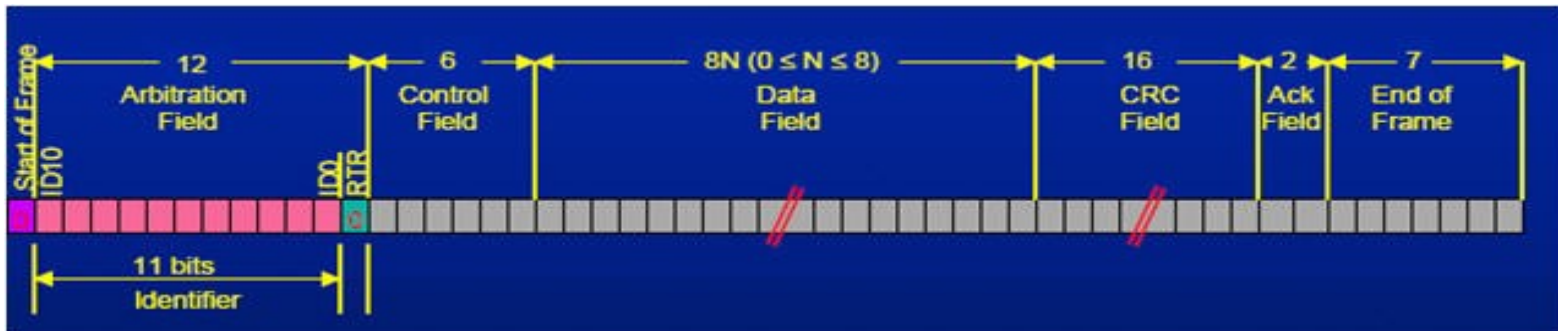 12
Arbitration
Field
6
Control
Field
8N (0 ≤ N ≤ 8)
Data
Field
16
CRC
Field
2
Ack
Field
7
End of
Frame
Start of Frame
ID10
ID0
RTR
0
11 bits
Identifier